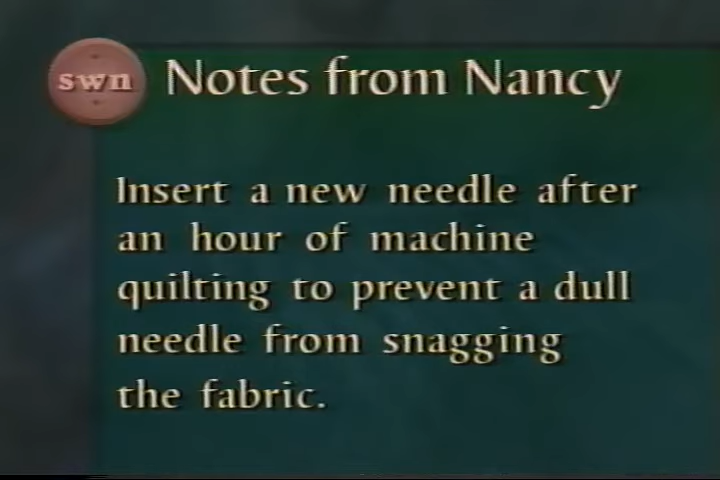 swn
Notes from Nancy
Insert a new needle after
an hour of machine
quilting to prevent a dull
needle from snagging
the fabric.